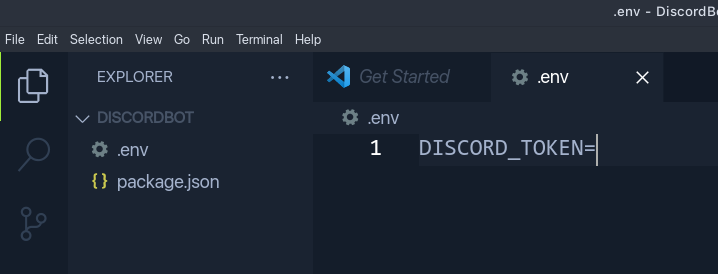 .env - DiscordBo
File Edit Selection View Go Run Terminal Help
EXPLORER ···
Get Started
.env
DISCORDBOT
.env
package.json
.env
1 DISCORD_TOKEN=